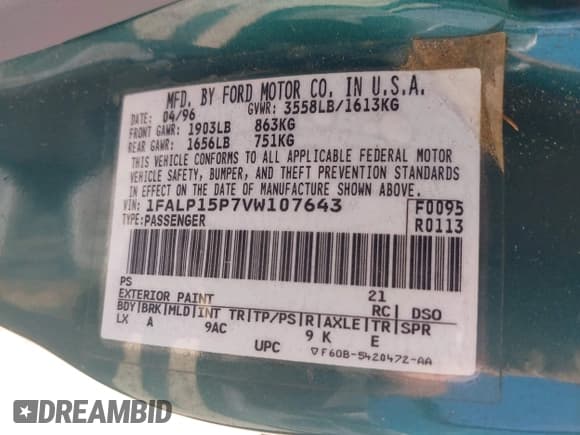 MFD. BY FORD MOTOR CO. IN U.S.A.
DATE: 04/96 GVWR: 3558LB/1613KG
FRONT GAWR: 1903LB 863KG
REAR GAWR: 1656LB 751KG
THIS VEHICLE CONFORMS TO ALL APPLICABLE FEDERAL MOTOR
VEHICLE SAFETY, BUMPER, AND THEFT PREVENTION STANDARDS
IN EFFECT ON THE DATE OF MANUFACTURE SHOWN ABOVE.
VIN: 1FALP15P7VW107643 F0095
TYPE: PASSENGER R0113
PS 21
EXTERIOR PAINT RC DSO
BDY BRK MLD INT TR TP/PS R AXLE TR SPR
LX A 9AC 9 K E
UPC ▽F60B-5420472-AA
DREAMBID